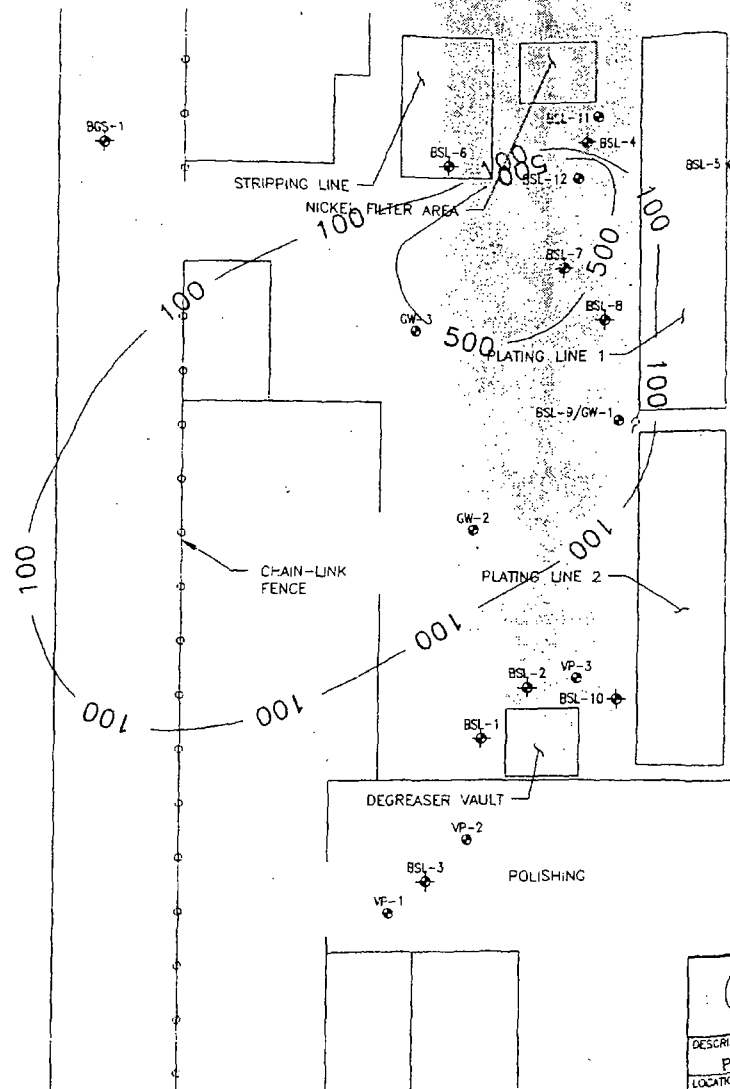 BSL-11
BGS-1
BSL-4
BSL-6
100
500
BSL-5
STRIPPING LINE
BSL-12
NICKEL FILTER AREA
100
100
BSL-7
500
100
BSL-8
GW-3
500
PLATING LINE 1
100
BSL-9/GW-1
GW-2
100
100
CHAIN-LINK
FENCE
PLATING LINE 2
100
VP-3
BSL-2
BSL-10
100
100
BSL-1
DEGREASER VAULT
VP-2
BSL-3
POLISHING
VP-1